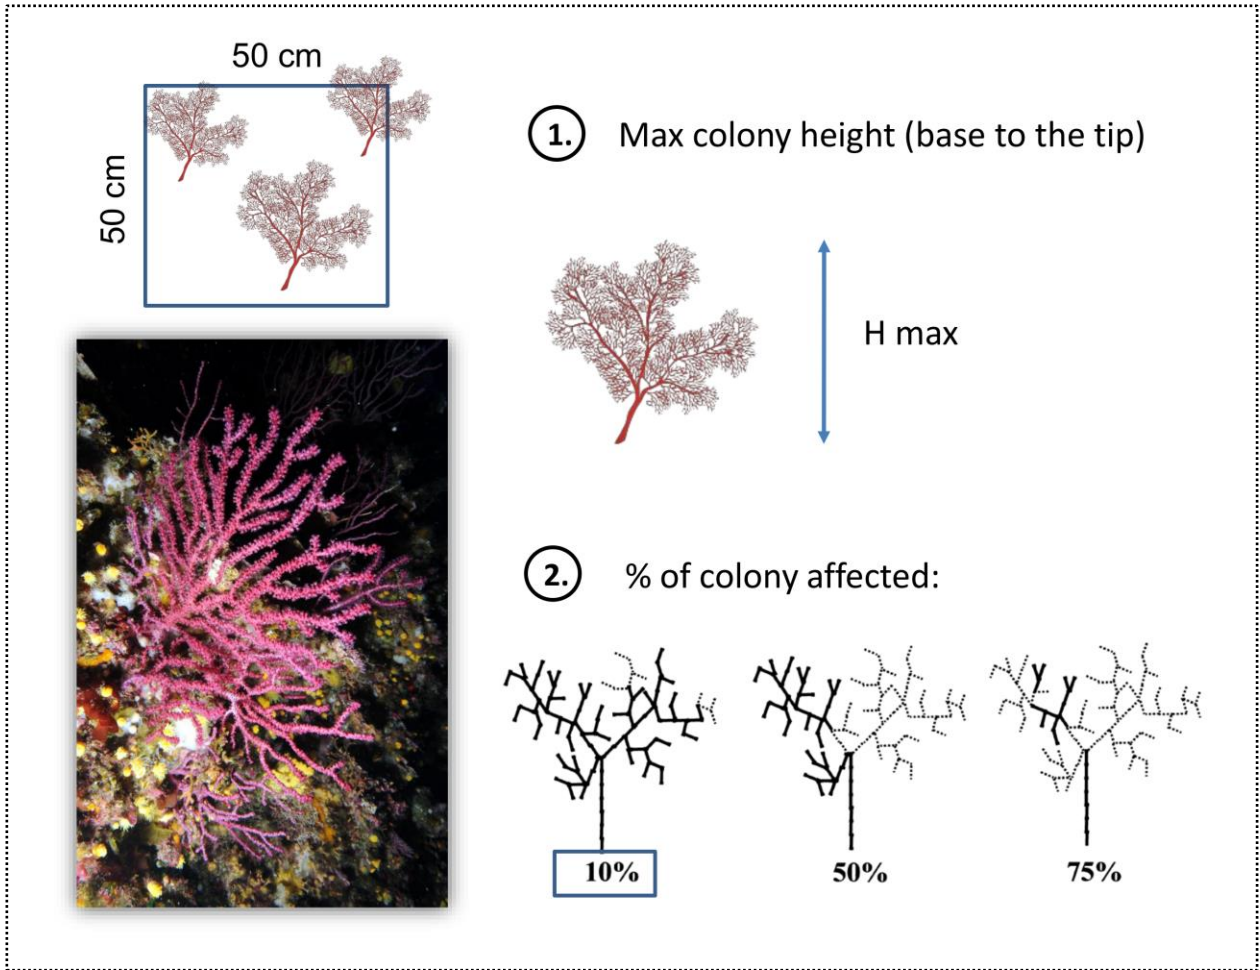 50 cm
50 cm
1. Max colony height (base to the tip)
H max
2. % of colony affected:
10% 50% 75%